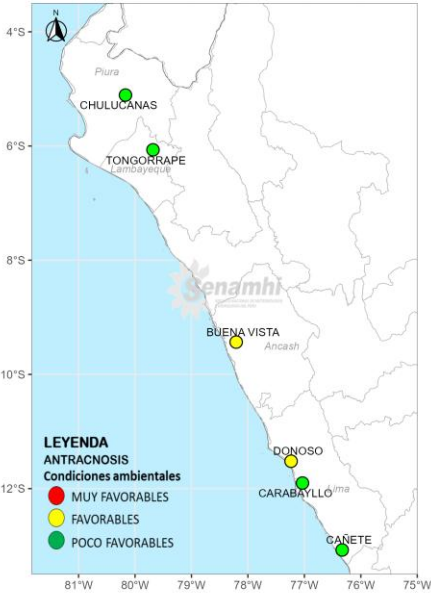 N
4°S
Piura
CHULUCANAS
6°S
TONGORRAPE
Lambayeque
8°S
Senamhi
BUENA VISTA
Ancash
10°S
LEYENDA
ANTRACNOSIS
Condiciones ambientales
MUY FAVORABLES
FAVORABLES
POCO FAVORABLES
DONOSO
12°S
CARABAYLLO
Lima
CAÑETE
81°W 80°W 79°W 78°W 77°W 76°W 75°W